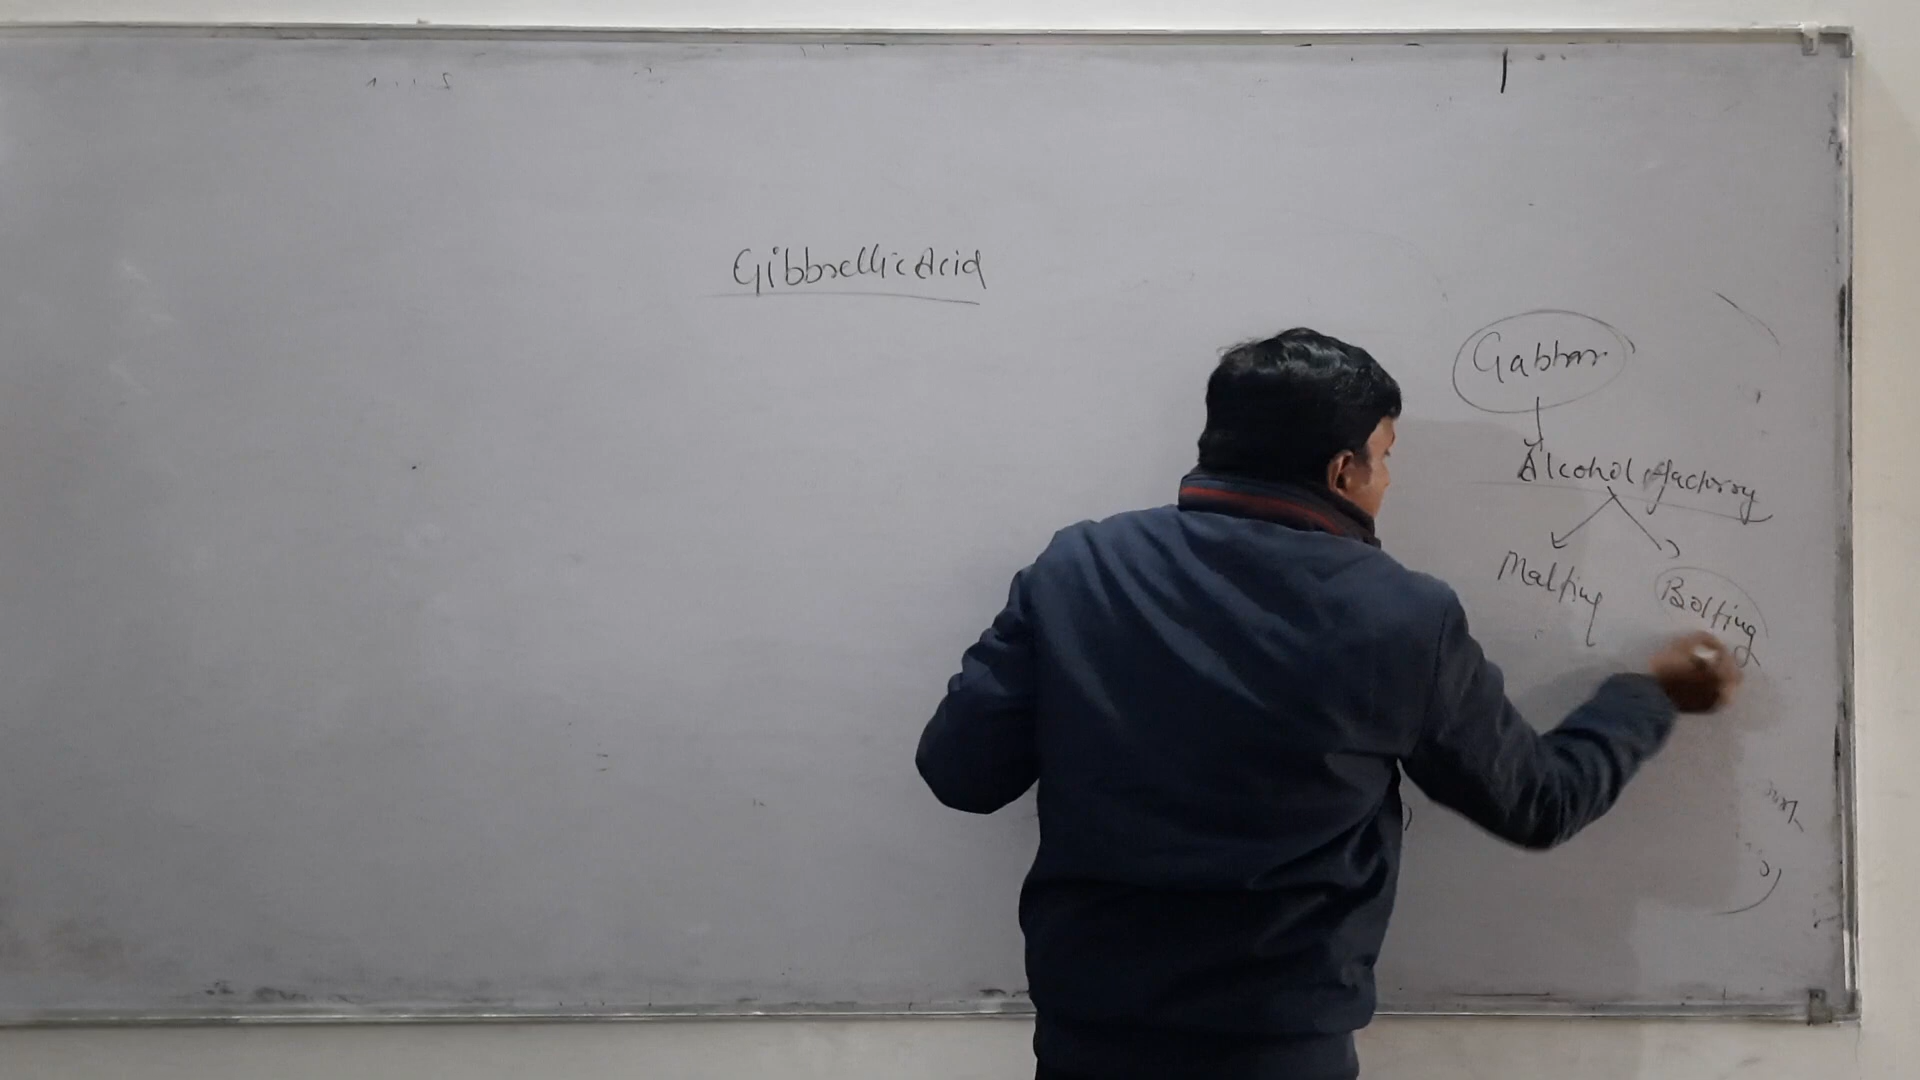 Gibbrellic Acid
Gabbar
Alcohol factory
Malting
Bolting